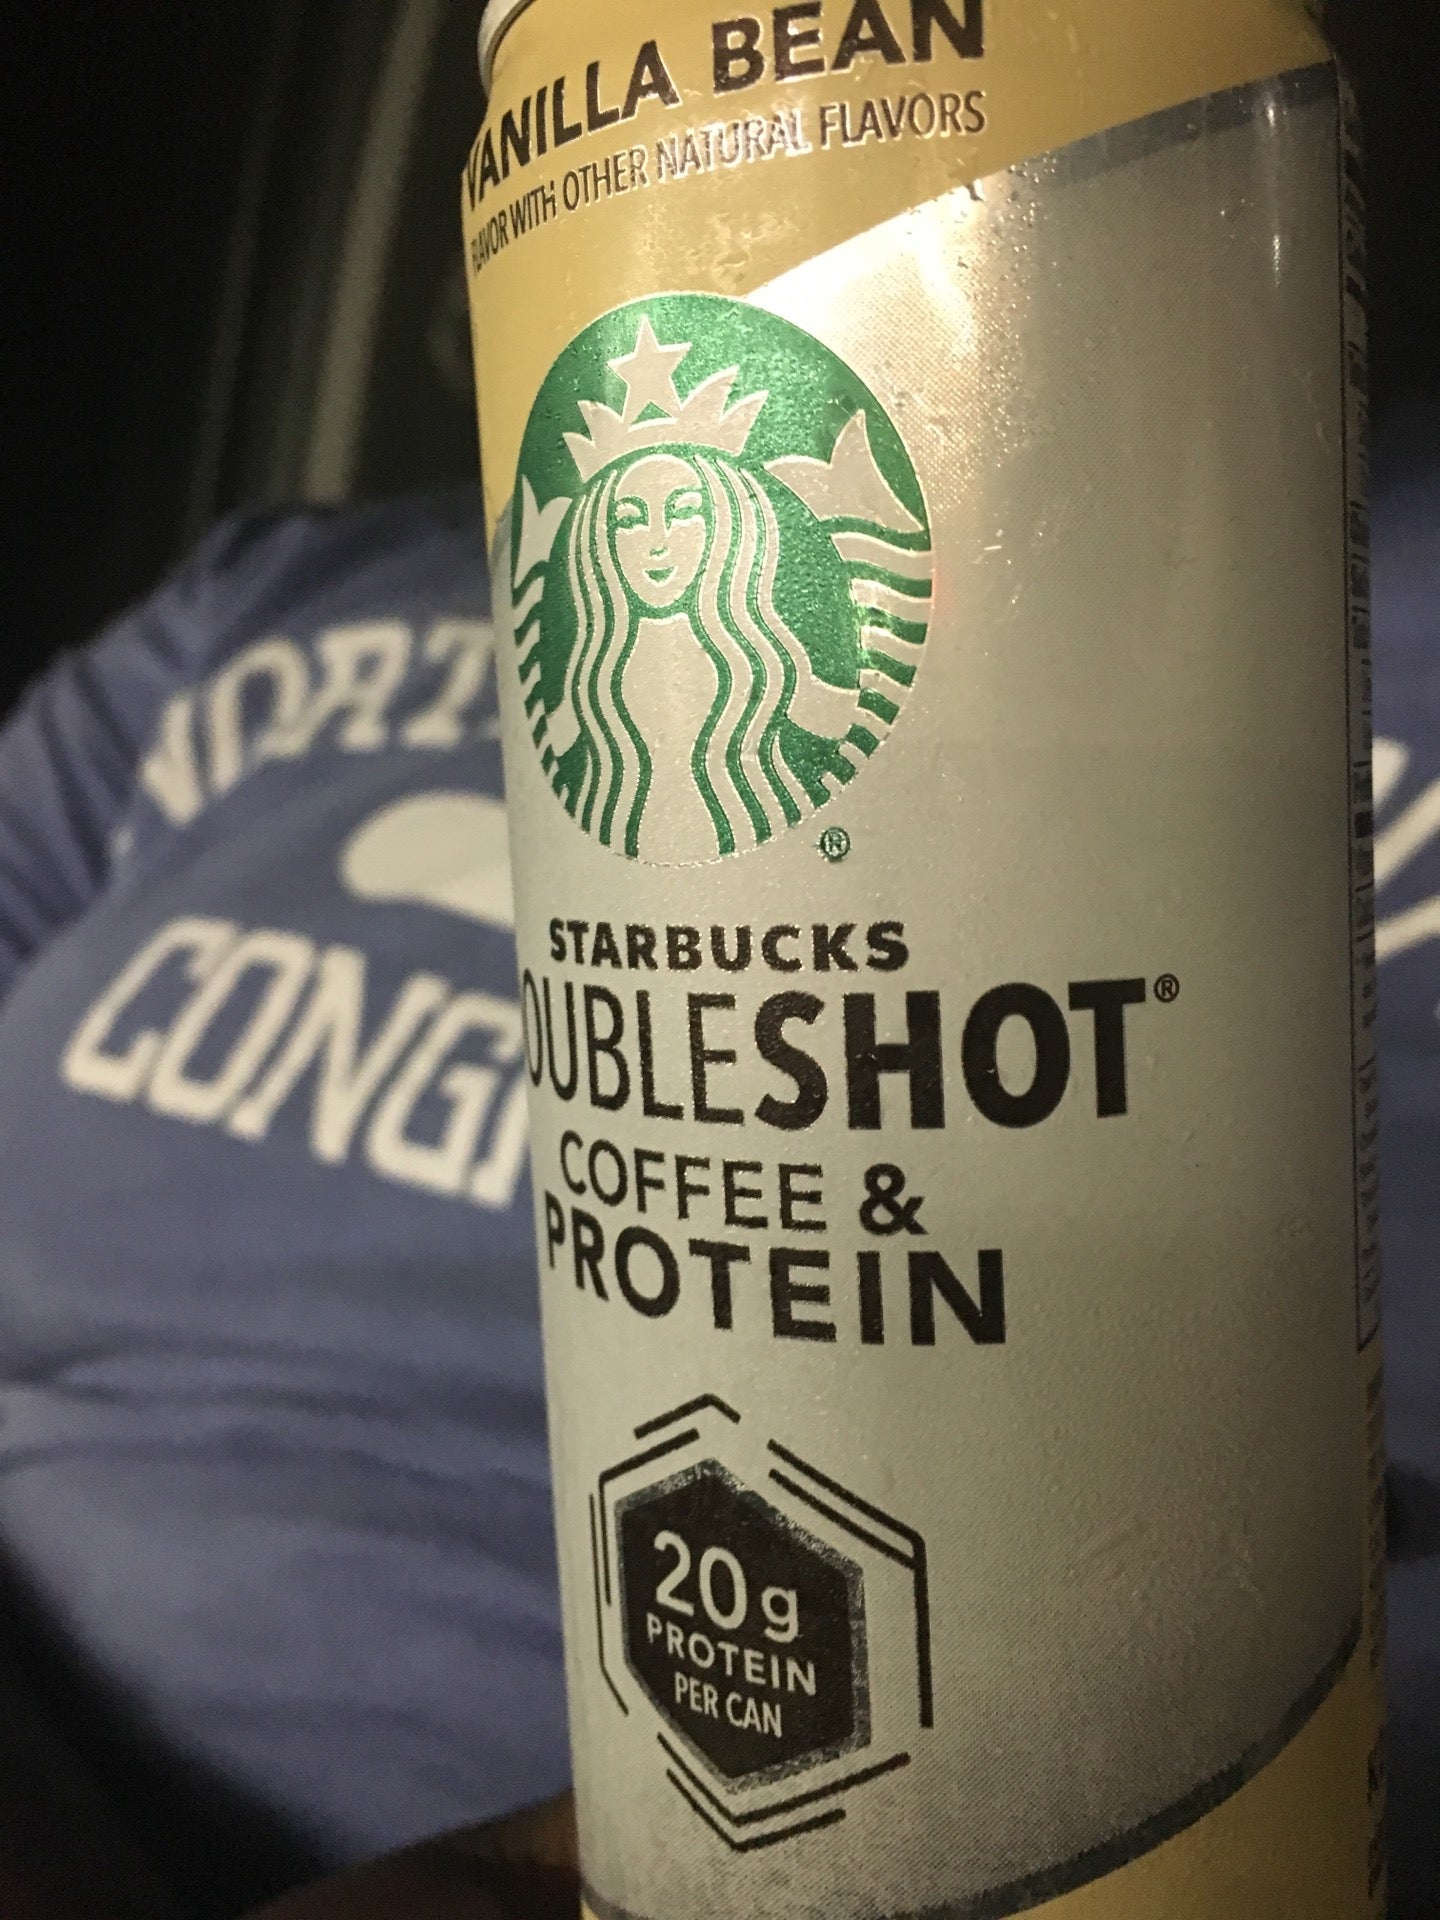 VANILLA BEAN
FLAVOR WITH OTHER NATURAL FLAVORS
®
STARBUCKS
OUBLESHOT®
COFFEE &
PROTEIN
20g
PROTEIN
PER CAN
NORT
CONG